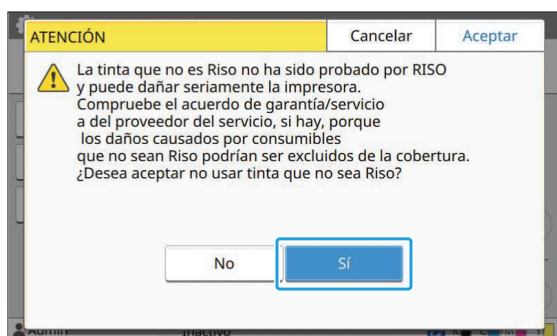 ATENCIÓN
Cancelar
Aceptar
La tinta que no es Riso no ha sido probado por RISO
y puede dañar seriamente la impresora.
Compruebe el acuerdo de garantía/servicio
a del proveedor del servicio, si hay, porque
los daños causados por consumibles
que no sean Riso podrían ser excluidos de la cobertura.
¿Desea aceptar no usar tinta que no sea Riso?
No
Sí
Admin
Inactivo